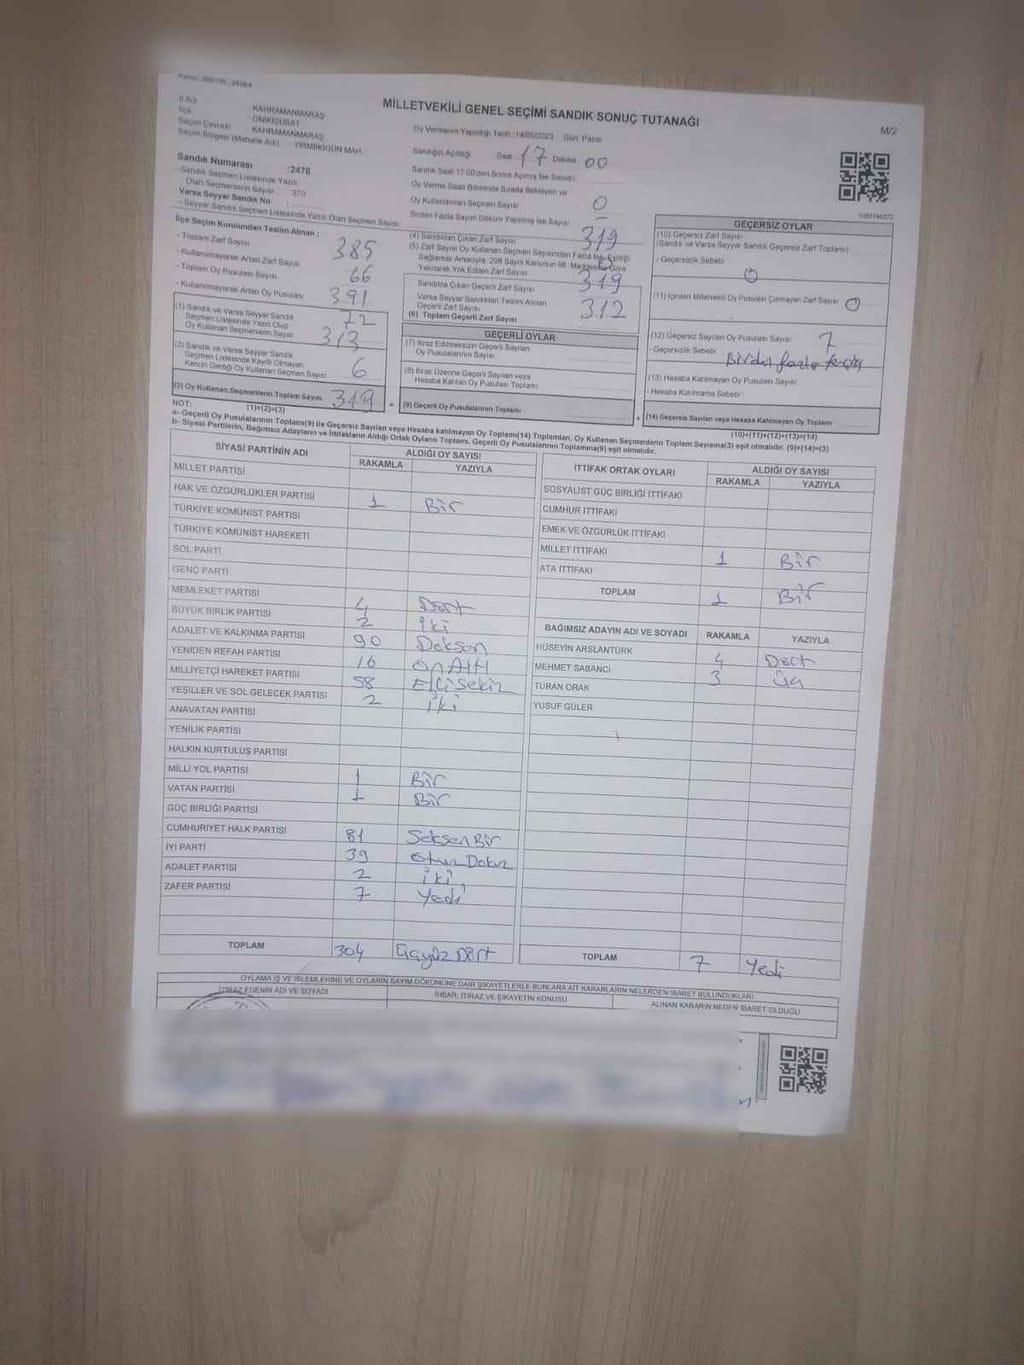 İl Adı KAHRAMANMARAŞ
İlçe ONİKİŞUBAT
Seçim Çevresi KAHRAMANMARAŞ
Seçim Bölgesi (Mahalle Adı) YİRMİİKİGÜN MAH.
MİLLETVEKİLİ GENEL SEÇİMİ SANDIK SONUÇ TUTANAĞI
M/2
Oy Vermenin Yapıldığı Tarih :14/05/2023 Gün: Pazar
Sandığın Açıldığı Saat 17 Dakika 00
Sandık Saat 17:00'den Sonra Açılmış İse Sebebi:
Oy Verme Saati Bitiminde Sırada Bekleyen ve
Oy Kullandırılan Seçmen Sayısı 0
Birden Fazla Sayım Döküm Yapılmış İse Sayısı: -
Sandık Numarası :2478
- Sandık Seçmen Listesinde Yazılı
Olan Seçmenlerin Sayısı : 370
Varsa Seyyar Sandık No :
- Seyyar Sandık Seçmen Listesinde Yazılı Olan Seçmen Sayısı:
İlçe Seçim Kurulundan Teslim Alınan :
- Toplam Zarf Sayısı 385
- Kullanılmayarak Artan Zarf Sayısı 66
- Toplam Oy Pusulası Sayısı 391
- Kullanılmayarak Artan Oy Pusulası 72
(1) Sandık ve Varsa Seyyar Sandık
Seçmen Listesinde Yazılı Olup
Oy Kullanan Seçmenlerin Sayısı 313
(2) Sandık ve Varsa Seyyar Sandık
Seçmen Listesinde Kayıtlı Olmayan
Kanun Gereği Oy Kullanan Seçmen Sayısı 6
(3) Oy Kullanan Seçmenlerin Toplam Sayısı 319
(1)+(2)=(3)
(4) Sandıktan Çıkan Zarf Sayısı 319
(5) Zarf Sayısı Oy Kullanan Seçmen Sayısından Fazla İse, Eşitliği
Sağlamak Amacıyla; 298 Sayılı Kanunun 98. Maddesine Göre
Yakılarak Yok Edilen Zarf Sayısı
Sandıkta Çıkan Geçerli Zarf Sayısı 319
Varsa Seyyar Sandıktan Teslim Alınan
Geçerli Zarf Sayısı
(6) Toplam Geçerli Zarf Sayısı 312
GEÇERLİ OYLAR
(7) İtiraz Edilmeksizin Geçerli Sayılan
Oy Pusulalarının Sayısı
(8) İtiraz Üzerine Geçerli Sayılan veya
Hesaba Katılan Oy Pusulası Toplamı
= (9) Geçerli Oy Pusulalarının Toplamı
1083746372
GEÇERSİZ OYLAR
(10) Geçersiz Zarf Sayısı
(Sandık ve Varsa Seyyar Sandık Geçersiz Zarf Toplamı)
- Geçersizlik Sebebi
0
(11) İçinden Milletvekili Oy Pusulası Çıkmayan Zarf Sayısı 0
(12) Geçersiz Sayılan Oy Pusulası Sayısı 7
- Geçersizlik Sebebi Birden fazla tercih
(13) Hesaba Katılmayan Oy Pusulası Sayısı
- Hesaba Katılmama Sebebi
+ (14) Geçersiz Sayılan veya Hesaba Katılmayan Oy Toplamı
(10)+(11)+(12)+(13)=(14)
NOT:
a- Geçerli Oy Pusulalarının Toplamı(9) ile Geçersiz Sayılan veya Hesaba Katılmayan Oy Toplamı(14) Toplamları, Oy Kullanan Seçmenlerin Toplam Sayısına(3) eşit olmalıdır. (9)+(14)=(3)
b- Siyasi Partilerin, Bağımsız Adayların ve İttifakların Aldığı Ortak Oyların Toplamı, Geçerli Oy Pusulalarının Toplamına(9) eşit olmalıdır.
SİYASİ PARTİNİN ADI ALDIĞI OY SAYISI
RAKAMLA YAZIYLA
MİLLET PARTİSİ
HAK VE ÖZGÜRLÜKLER PARTİSİ
TÜRKİYE KOMÜNİST PARTİSİ 1 Bir
TÜRKİYE KOMÜNİST HAREKETİ
SOL PARTİ
GENÇ PARTİ
MEMLEKET PARTİSİ 4 Dört
BÜYÜK BİRLİK PARTİSİ 2 iki
ADALET VE KALKINMA PARTİSİ 90 Doksan
YENİDEN REFAH PARTİSİ 16 On Altı
MİLLİYETÇİ HAREKET PARTİSİ 58 Elli Sekiz
YEŞİLLER VE SOL GELECEK PARTİSİ 2 iki
ANAVATAN PARTİSİ
YENİLİK PARTİSİ
HALKIN KURTULUŞ PARTİSİ
MİLLİ YOL PARTİSİ 1 Bir
VATAN PARTİSİ 1 Bir
GÜÇ BİRLİĞİ PARTİSİ
CUMHURİYET HALK PARTİSİ 81 Seksen Bir
İYİ PARTİ 39 Otuz Dokuz
ADALET PARTİSİ 2 iki
ZAFER PARTİSİ 7 Yedi
TOPLAM 304 Üçyüz Dört
İTTİFAK ORTAK OYLARI ALDIĞI OY SAYISI
RAKAMLA YAZIYLA
SOSYALİST GÜÇ BİRLİĞİ İTTİFAKI
CUMHUR İTTİFAKI
EMEK VE ÖZGÜRLÜK İTTİFAKI
MİLLET İTTİFAKI 1 Bir
ATA İTTİFAKI
TOPLAM 1 Bir
BAĞIMSIZ ADAYIN ADI VE SOYADI RAKAMLA YAZIYLA
HÜSEYİN ARSLANTÜRK 4 Dört
MEHMET SABANCI 3 Üç
TURAN ORAK
YUSUF GÜLER
TOPLAM 7 Yedi
OYLAMA İŞ VE İŞLEMLERİNE VE OYLARIN SAYIM DÖKÜMÜNE DAİR ŞİKAYETLERLE BUNLARA AİT KARARLARIN NELERDEN İBARET BULUNDUKLARI
İTİRAZ EDENİN ADI VE SOYADI İHBAR, İTİRAZ VE ŞİKAYETİN KONUSU ALINAN KARARIN NEDEN İBARET OLDUĞU